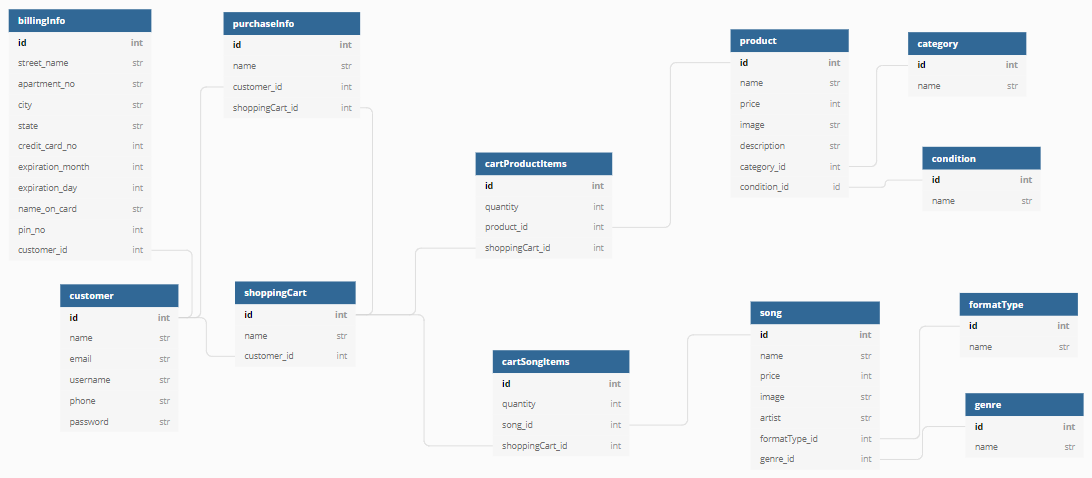 billingInfo
id int
street_name str
apartment_no str
city str
state str
credit_card_no int
expiration_month int
expiration_day int
name_on_card str
pin_no int
customer_id int
purchaseInfo
id int
name str
customer_id int
shoppingCart_id int
customer
id int
name str
email str
username str
phone str
password str
shoppingCart
id int
name str
customer_id int
cartProductItems
id int
quantity int
product_id int
shoppingCart_id int
cartSongItems
id int
quantity int
song_id int
shoppingCart_id int
product
id int
name str
price int
image str
description str
category_id int
condition_id id
category
id int
name str
condition
id int
name str
song
id int
name str
price int
image str
artist str
formatType_id int
genre_id int
formatType
id int
name str
genre
id int
name str